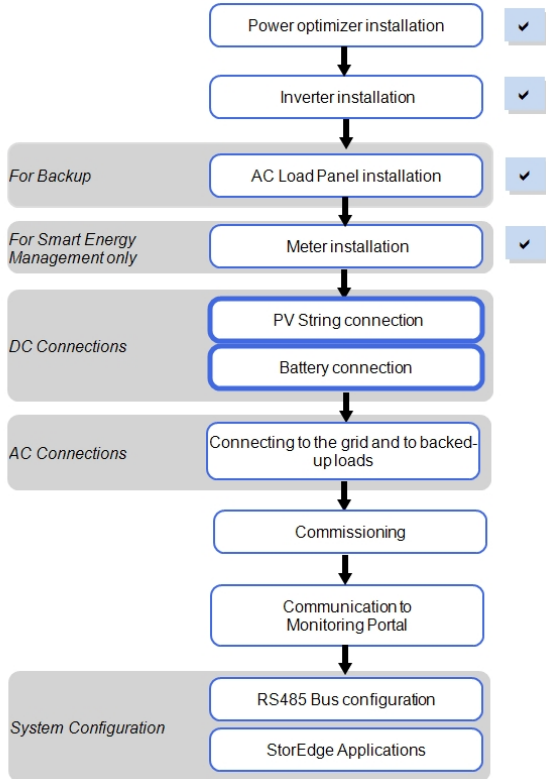 Power optimizer installation
Inverter installation
For Backup
AC Load Panel installation
For Smart Energy
Management only
Meter installation
DC Connections
PV String connection
Battery connection
AC Connections
Connecting to the grid and to backed-
up loads
Commissioning
Communication to
Monitoring Portal
System Configuration
RS485 Bus configuration
StorEdge Applications